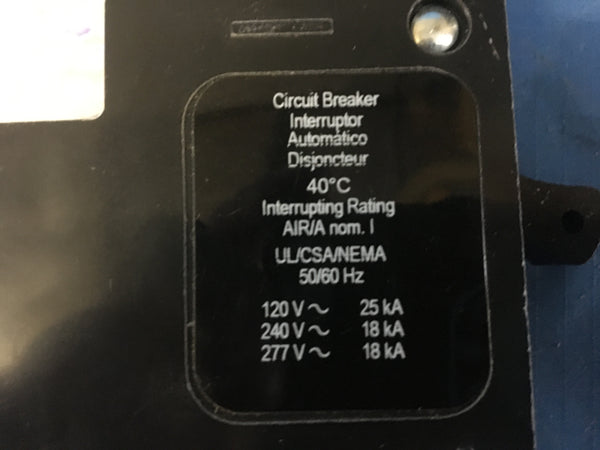 Circuit Breaker
Interruptor
Automático
Disjoncteur
40°C
Interrupting Rating
AIR/A nom. I
UL/CSA/NEMA
50/60 Hz
120 V ~ 25 kA
240 V ~ 18 kA
277 V ~ 18 kA